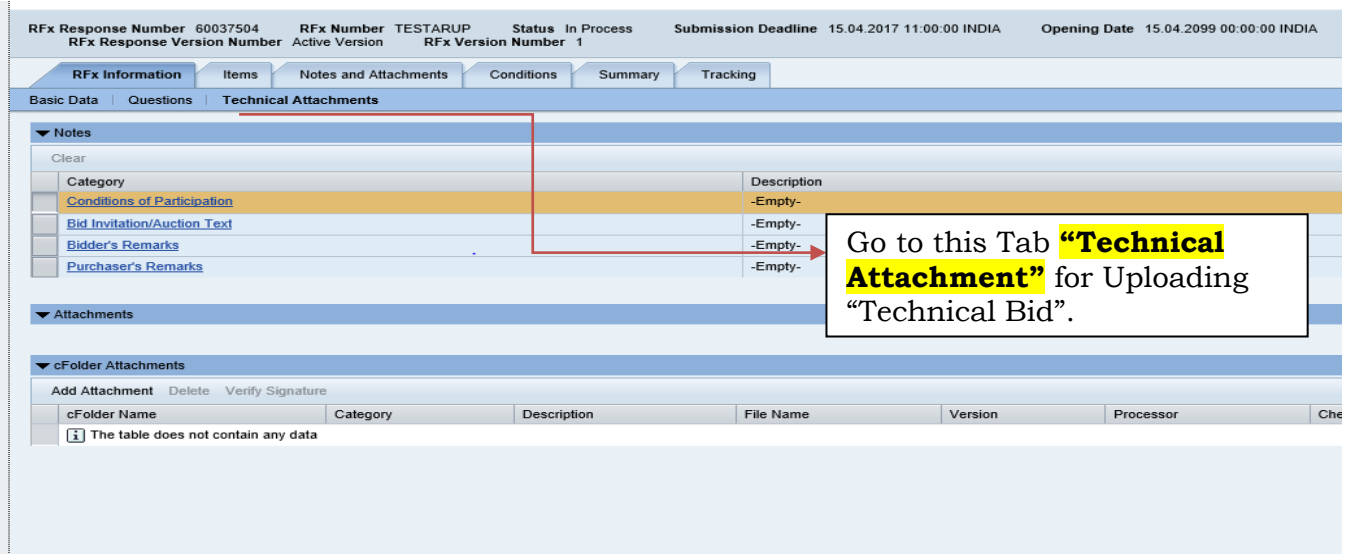 RFx Response Number 60037504 RFx Number TESTARUP Status In Process Submission Deadline 15.04.2017 11:00:00 INDIA Opening Date 15.04.2099 00:00:00 INDIA
RFx Response Version Number Active Version RFx Version Number 1
RFx Information Items Notes and Attachments Conditions Summary Tracking
Basic Data Questions Technical Attachments
Notes
Clear
Category Description
Conditions of Participation -Empty-
Bid Invitation/Auction Text -Empty-
Bidder's Remarks -Empty-
Purchaser's Remarks -Empty-
Go to this Tab “Technical
Attachment” for Uploading
“Technical Bid”.
Attachments
cFolder Attachments
Add Attachment Delete Verify Signature
cFolder Name Category Description File Name Version Processor Che
The table does not contain any data